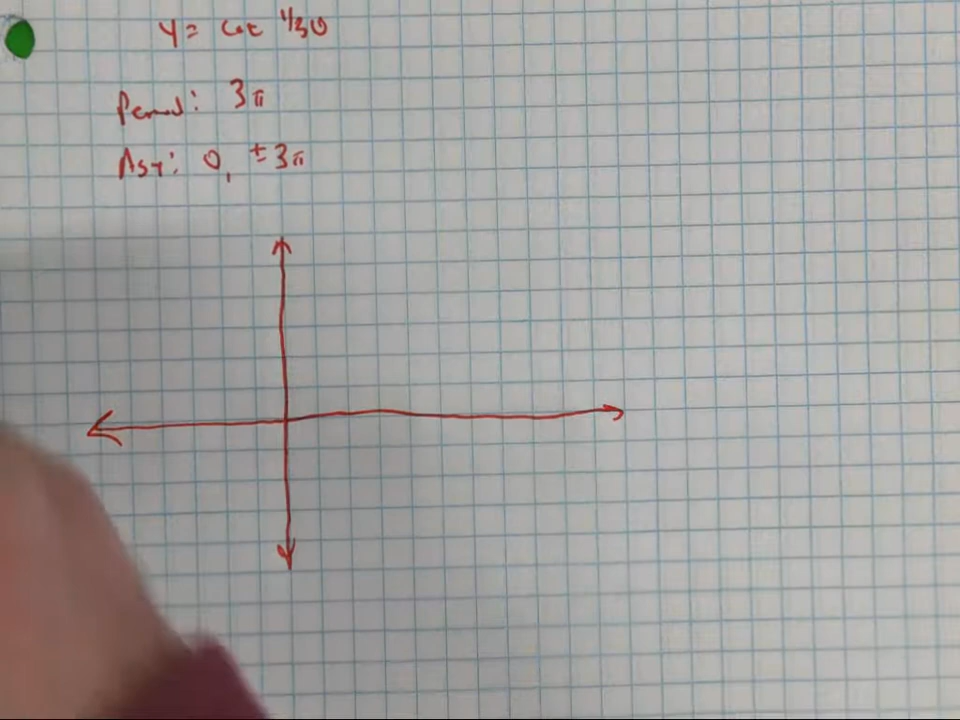 y = cot 1/3θ
Period: 3π
Asy: 0, ±3π